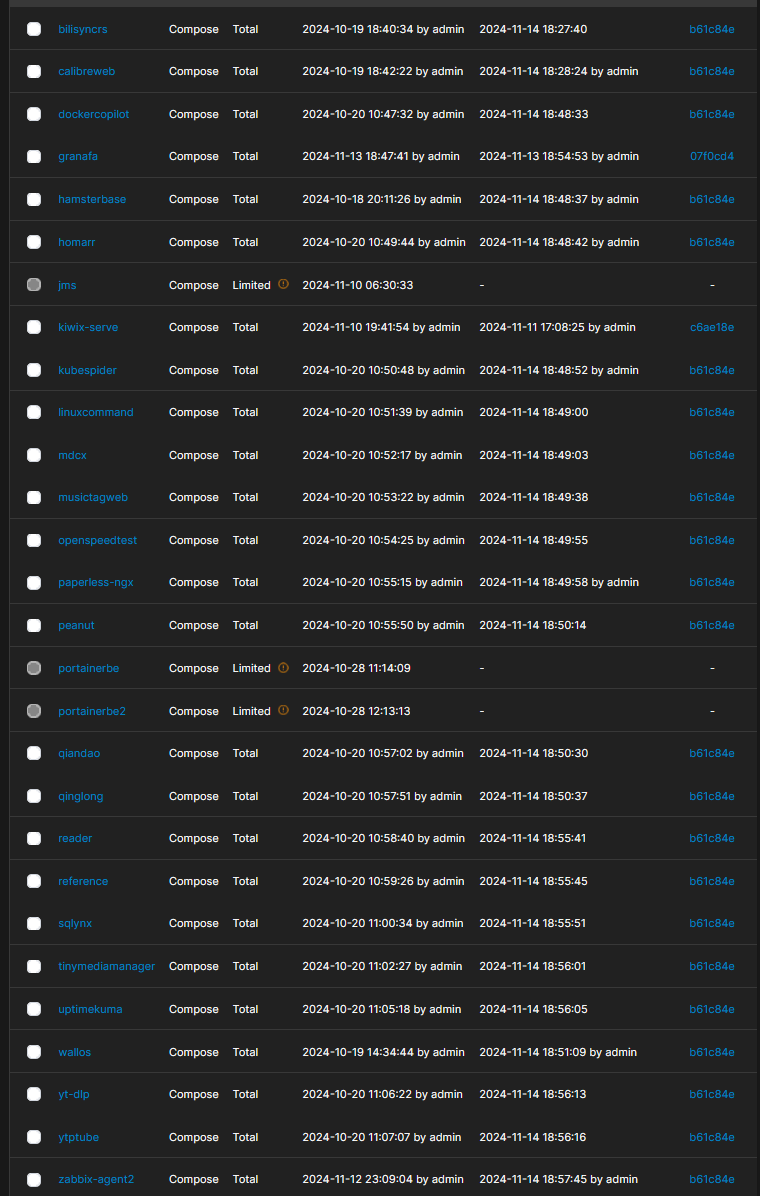 bilisyncrs Compose Total 2024-10-19 18:40:34 by admin 2024-11-14 18:27:40 b61c84e
calibreweb Compose Total 2024-10-19 18:42:22 by admin 2024-11-14 18:28:24 by admin b61c84e
dockercopilot Compose Total 2024-10-20 10:47:32 by admin 2024-11-14 18:48:33 b61c84e
granafa Compose Total 2024-11-13 18:47:41 by admin 2024-11-13 18:54:53 by admin 07f0cd4
hamsterbase Compose Total 2024-10-18 20:11:26 by admin 2024-11-14 18:48:37 by admin b61c84e
homarr Compose Total 2024-10-20 10:49:44 by admin 2024-11-14 18:48:42 by admin b61c84e
jms Compose Limited 2024-11-10 06:30:33 - -
kiwix-serve Compose Total 2024-11-10 19:41:54 by admin 2024-11-11 17:08:25 by admin c6ae18e
kubespider Compose Total 2024-10-20 10:50:48 by admin 2024-11-14 18:48:52 by admin b61c84e
linuxcommand Compose Total 2024-10-20 10:51:39 by admin 2024-11-14 18:49:00 b61c84e
mdcx Compose Total 2024-10-20 10:52:17 by admin 2024-11-14 18:49:03 b61c84e
musictagweb Compose Total 2024-10-20 10:53:22 by admin 2024-11-14 18:49:38 b61c84e
openspeedtest Compose Total 2024-10-20 10:54:25 by admin 2024-11-14 18:49:55 b61c84e
paperless-ngx Compose Total 2024-10-20 10:55:15 by admin 2024-11-14 18:49:58 by admin b61c84e
peanut Compose Total 2024-10-20 10:55:50 by admin 2024-11-14 18:50:14 b61c84e
portainerbe Compose Limited 2024-10-28 11:14:09 - -
portainerbe2 Compose Limited 2024-10-28 12:13:13 - -
qiandao Compose Total 2024-10-20 10:57:02 by admin 2024-11-14 18:50:30 b61c84e
qinglong Compose Total 2024-10-20 10:57:51 by admin 2024-11-14 18:50:37 b61c84e
reader Compose Total 2024-10-20 10:58:40 by admin 2024-11-14 18:55:41 b61c84e
reference Compose Total 2024-10-20 10:59:26 by admin 2024-11-14 18:55:45 b61c84e
sqlynx Compose Total 2024-10-20 11:00:34 by admin 2024-11-14 18:55:51 b61c84e
tinymediamanager Compose Total 2024-10-20 11:02:27 by admin 2024-11-14 18:56:01 b61c84e
uptimekuma Compose Total 2024-10-20 11:05:18 by admin 2024-11-14 18:56:05 b61c84e
wallos Compose Total 2024-10-19 14:34:44 by admin 2024-11-14 18:51:09 by admin b61c84e
yt-dlp Compose Total 2024-10-20 11:06:22 by admin 2024-11-14 18:56:13 b61c84e
ytptube Compose Total 2024-10-20 11:07:07 by admin 2024-11-14 18:56:16 b61c84e
zabbix-agent2 Compose Total 2024-11-12 23:09:04 by admin 2024-11-14 18:57:45 by admin b61c84e